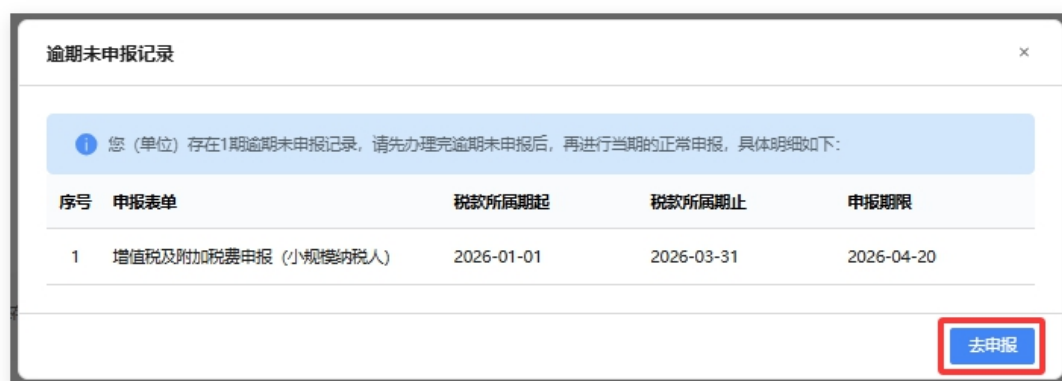 逾期未申报记录
×
您（单位）存在1期逾期未申报记录，请先办理完逾期未申报后，再进行当期的正常申报，具体明细如下：
序号 申报表单 税款所属期起 税款所属期止 申报期限
1 增值税及附加税费申报（小规模纳税人） 2026-01-01 2026-03-31 2026-04-20
去申报